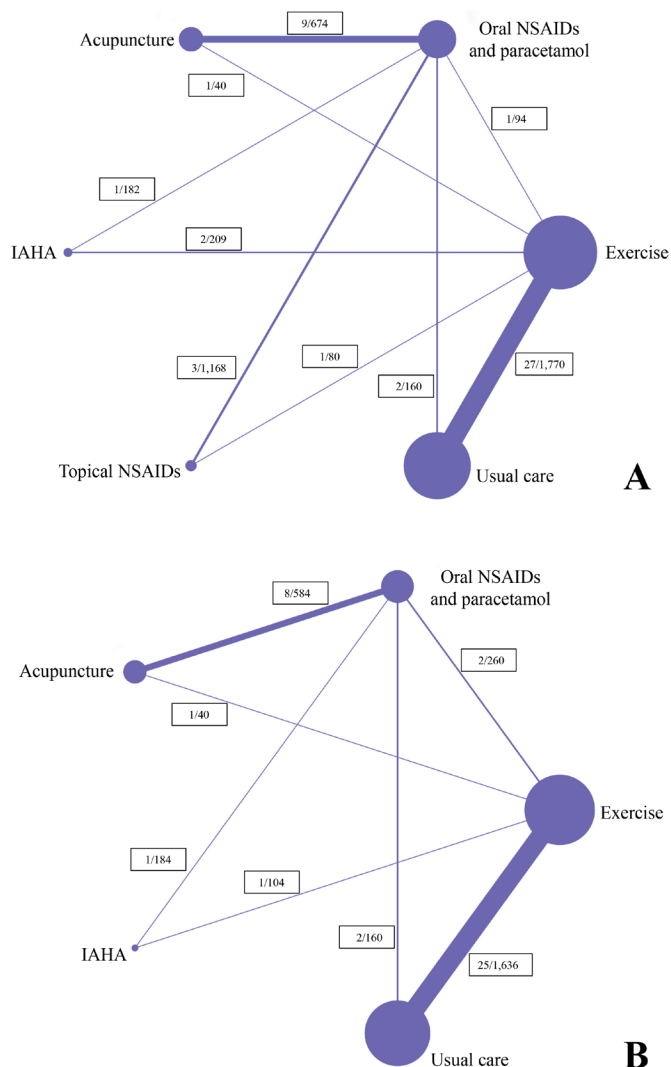 9/674
Oral NSAIDs
and paracetamol
Acupuncture
1/40
1/94
1/182
IAHA
2/209
Exercise
1/80
3/1,168
2/160
27/1,770
Topical NSAIDs
Usual care
A
Oral NSAIDs
and paracetamol
8/584
2/260
Acupuncture
1/40
Exercise
1/184
1/104
2/160
IAHA
25/1,636
Usual care
B